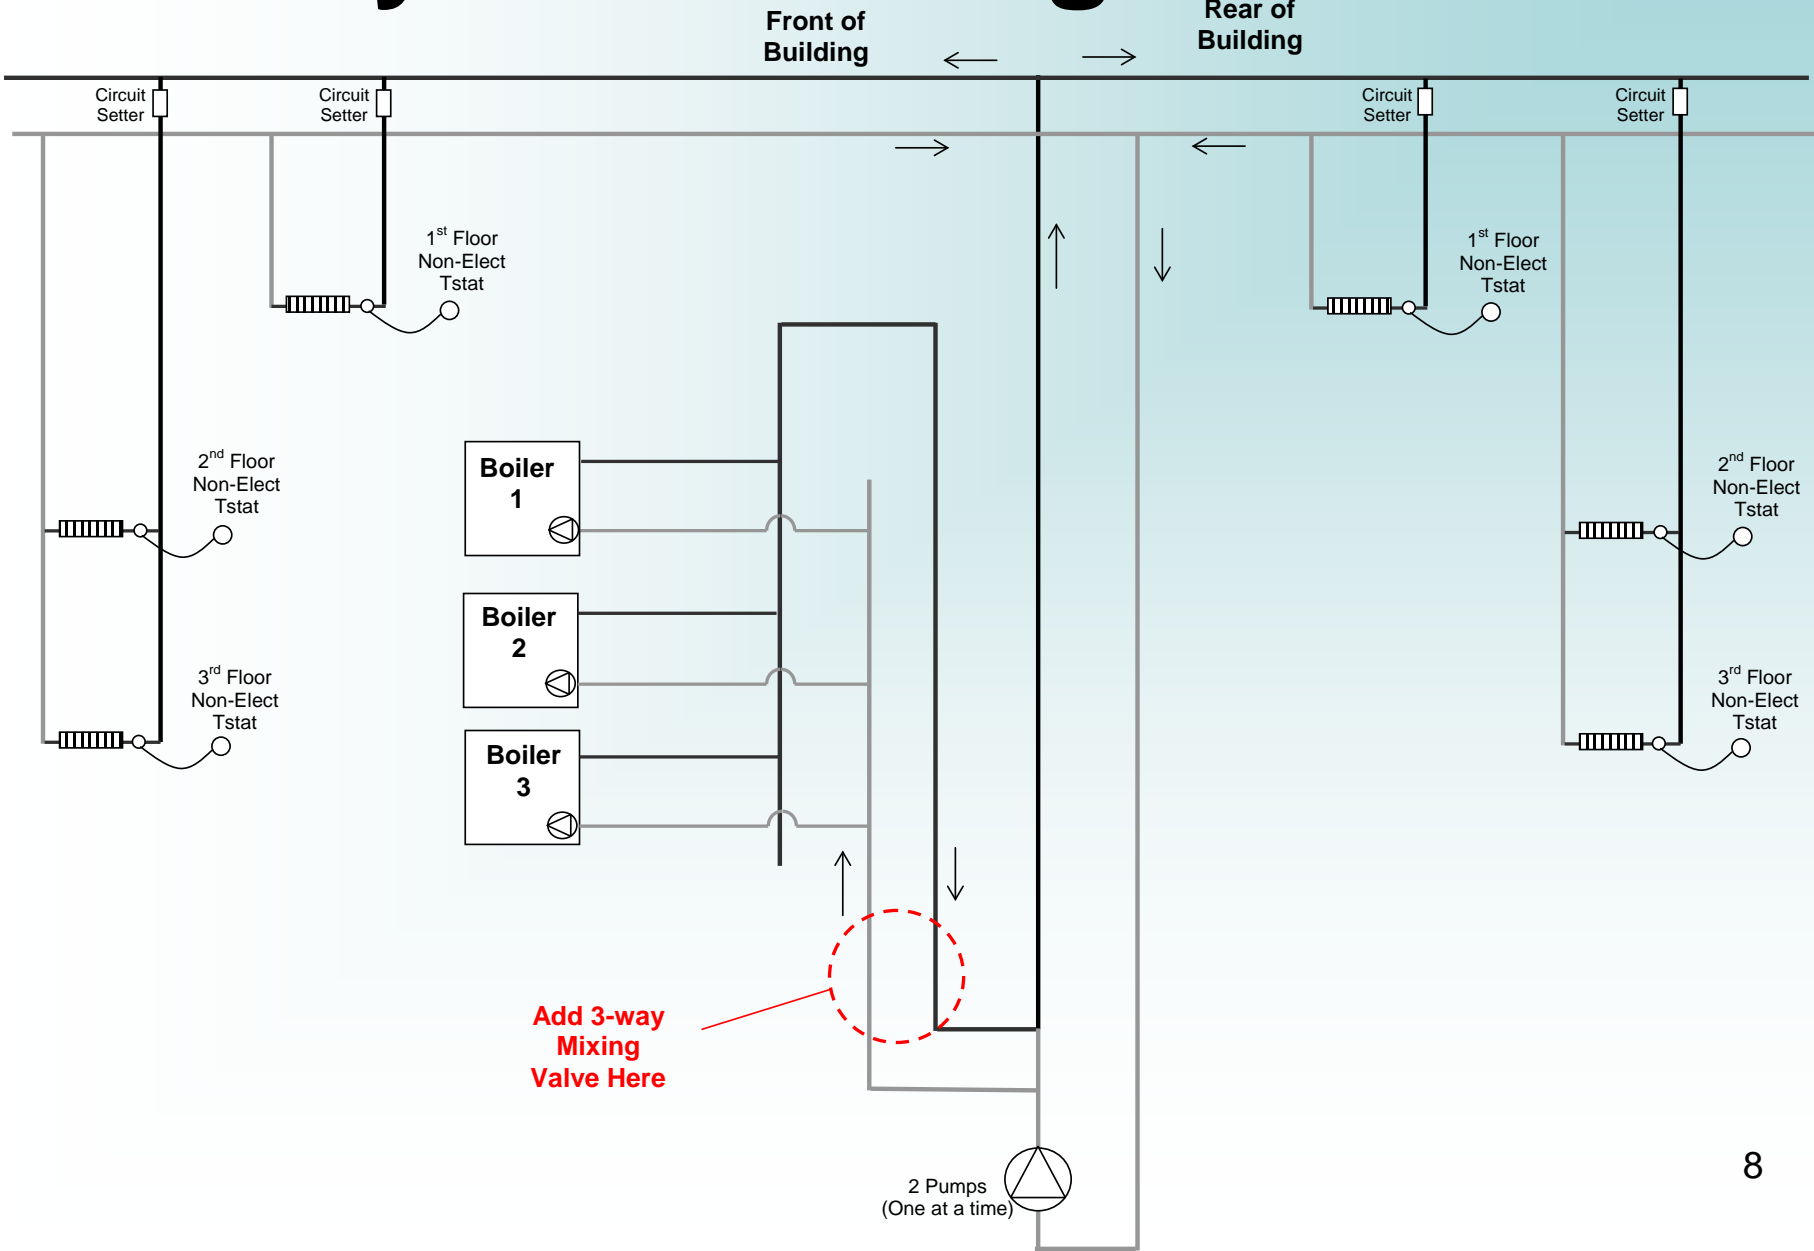 Front of
Building
Rear of
Building
Circuit
Setter
Circuit
Setter
Circuit
Setter
Circuit
Setter
1st Floor
Non-Elect
Tstat
1st Floor
Non-Elect
Tstat
2nd Floor
Non-Elect
Tstat
Boiler
1
2nd Floor
Non-Elect
Tstat
Boiler
2
3rd Floor
Non-Elect
Tstat
Boiler
3
3rd Floor
Non-Elect
Tstat
Add 3-way
Mixing
Valve Here
2 Pumps
(One at a time)
8